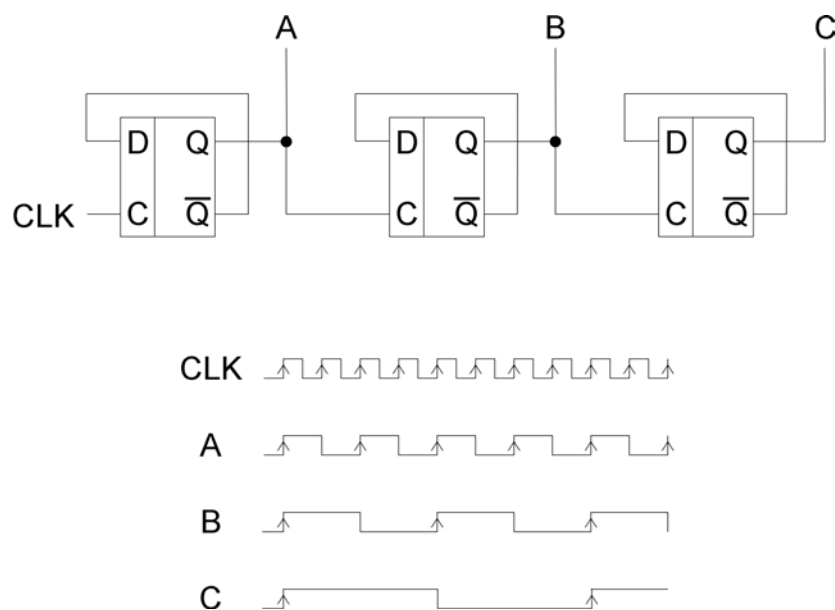 A B C
D Q D Q D Q
CLK C Q̅ C Q̅ C Q̅
CLK
A
B
C